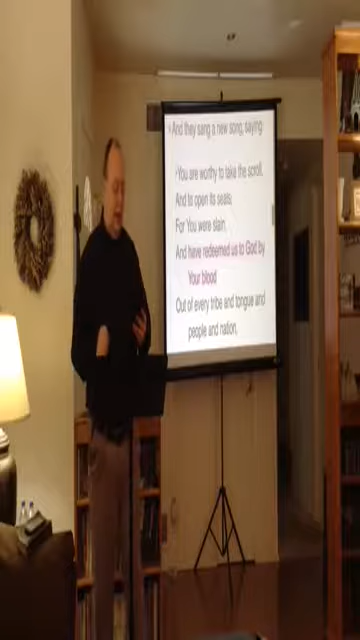 And they sang a new song, saying:
"You are worthy to take the scroll,
And to open its seals;
For You were slain,
And have redeemed us to God by
Your blood
Out of every tribe and tongue and
people and nation,